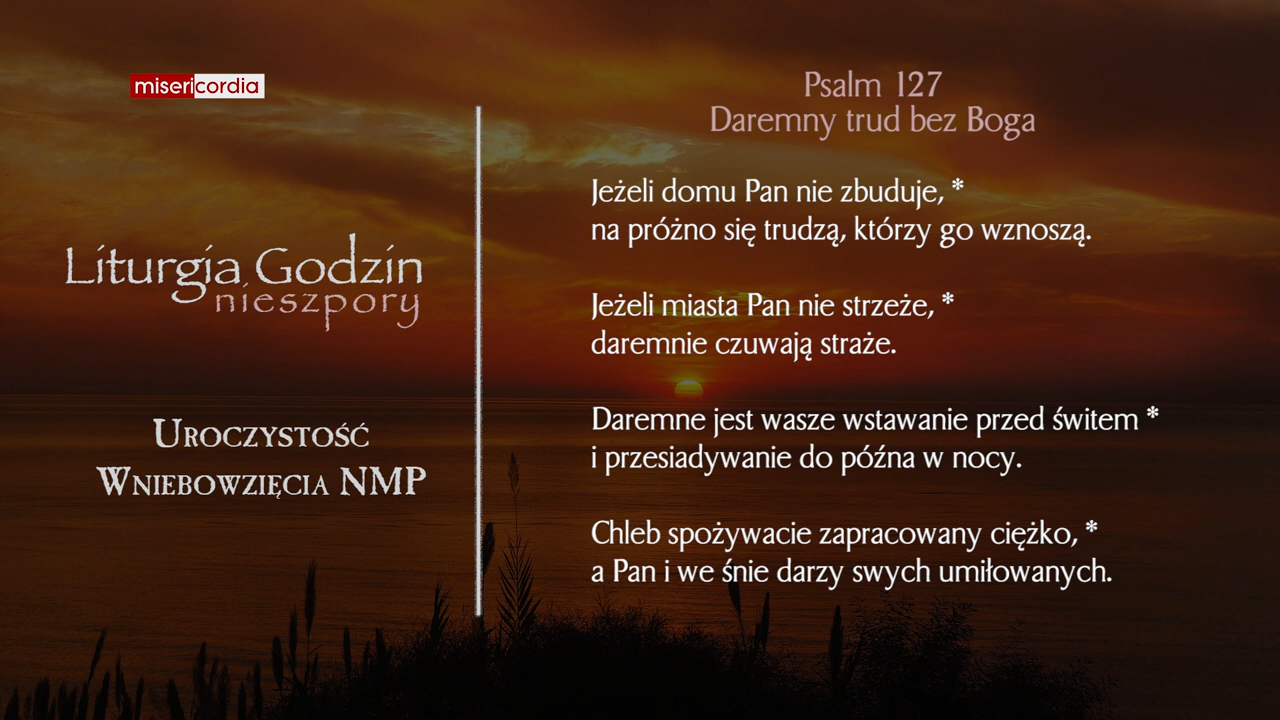 misericordia
Liturgia Godzin
nieszpory
Uroczystość
Wniebowzięcia NMP
Psalm 127
Daremny trud bez Boga
Jeżeli domu Pan nie zbuduje, *
na próżno się trudzą, którzy go wznoszą.
Jeżeli miasta Pan nie strzeże, *
daremnie czuwają straże.
Daremne jest wasze wstawanie przed świtem *
i przesiadywanie do późna w nocy.
Chleb spożywacie zapracowany ciężko, *
a Pan i we śnie darzy swych umiłowanych.